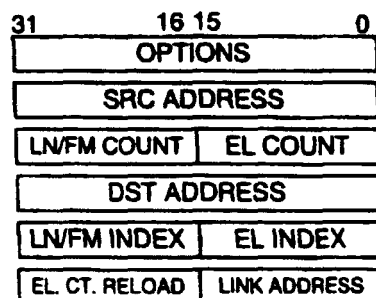 31 16 15 0
OPTIONS
SRC ADDRESS
LN/FM COUNT EL COUNT
DST ADDRESS
LN/FM INDEX EL INDEX
EL. CT. RELOAD LINK ADDRESS